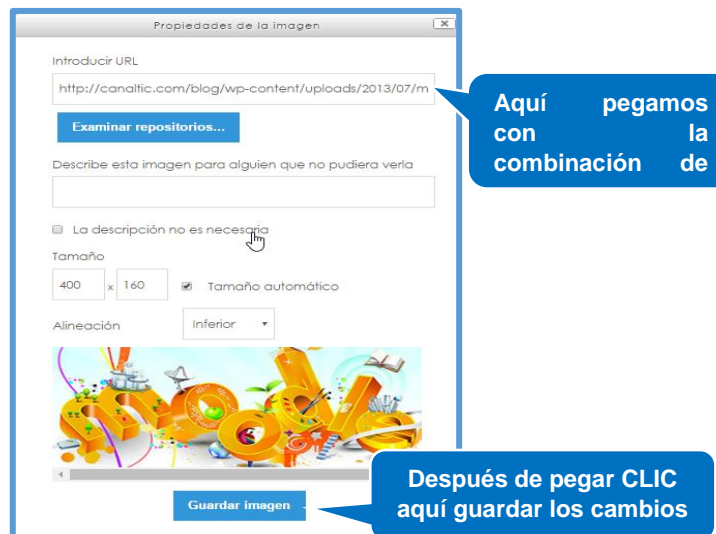 Propiedades de la imagen
Introducir URL
http://canaltic.com/blog/wp-content/uploads/2013/07/m
Examinar repositorios...
Aquí pegamos
con la
combinación de
Describe esta imagen para alguien que no pudiera verla
La descripción no es necesaria
Tamaño
400 x 160 Tamaño automático
Alineación Inferior
moodle
Guardar imagen
Después de pegar CLIC
aquí guardar los cambios